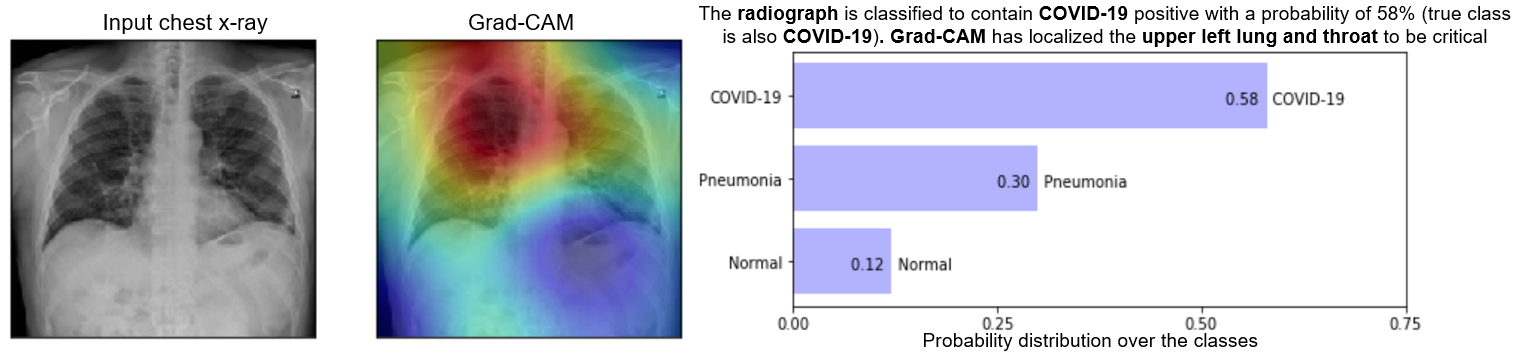 Input chest x-ray
Grad-CAM
The radiograph is classified to contain COVID-19 positive with a probability of 58% (true class
is also COVID-19). Grad-CAM has localized the upper left lung and throat to be critical
COVID-19
0.58 COVID-19
Pneumonia
0.30 Pneumonia
Normal
0.12 Normal
0.00 0.25 0.50 0.75
Probability distribution over the classes